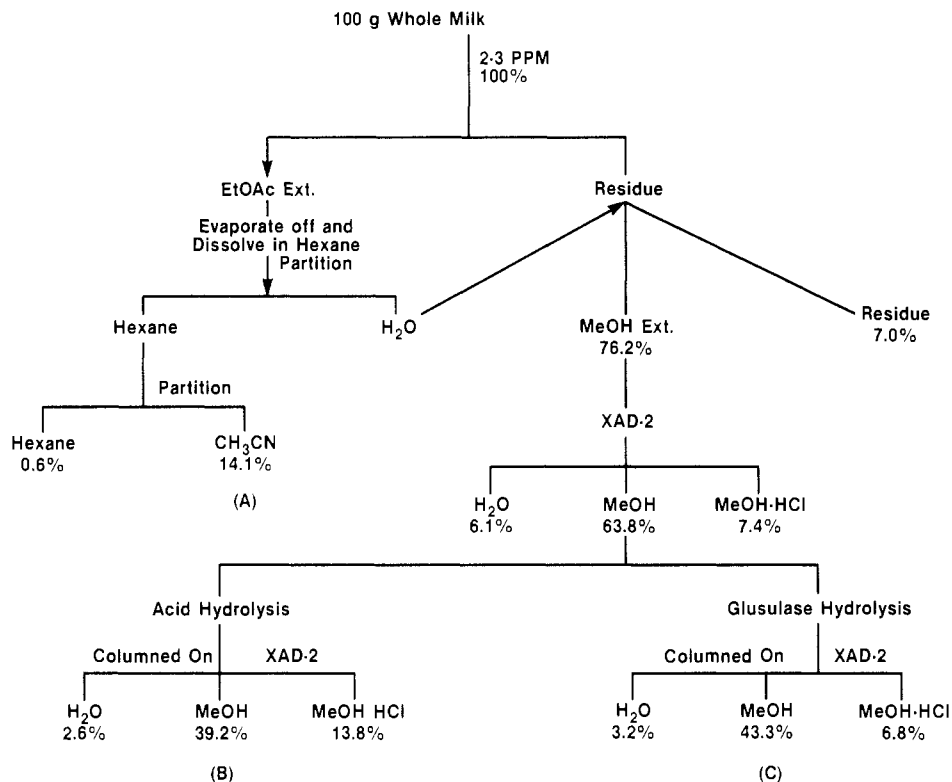 100 g Whole Milk
2-3 PPM
100%
EtOAc Ext.
Residue
Evaporate off and
Dissolve in Hexane
Partition
Hexane
H₂O
MeOH Ext.
76.2%
Residue
7.0%
Partition
XAD-2
Hexane
0.6%
CH₃CN
14.1%
(A)
H₂O
6.1%
MeOH
63.8%
MeOH·HCl
7.4%
Acid Hydrolysis
Glusulase Hydrolysis
Columned On
XAD-2
Columned On
XAD-2
H₂O
2.6%
MeOH
39.2%
MeOH HCl
13.8%
H₂O
3.2%
MeOH
43.3%
MeOH·HCl
6.8%
(B)
(C)